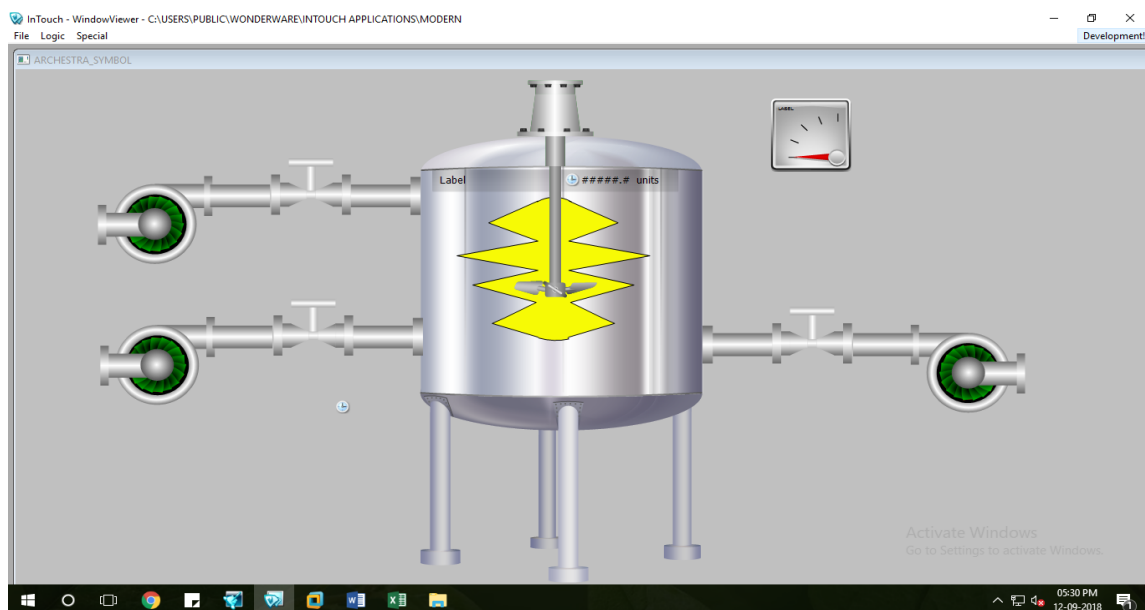 InTouch - WindowViewer - C:\USERS\PUBLIC\WONDERWARE\INTOUCH APPLICATIONS\MODERN
File Logic Special
Development!
ARCHESTRA_SYMBOL
LABEL
Label #####.# units
Activate Windows
Go to Settings to activate Windows.
05:30 PM
12-09-2018